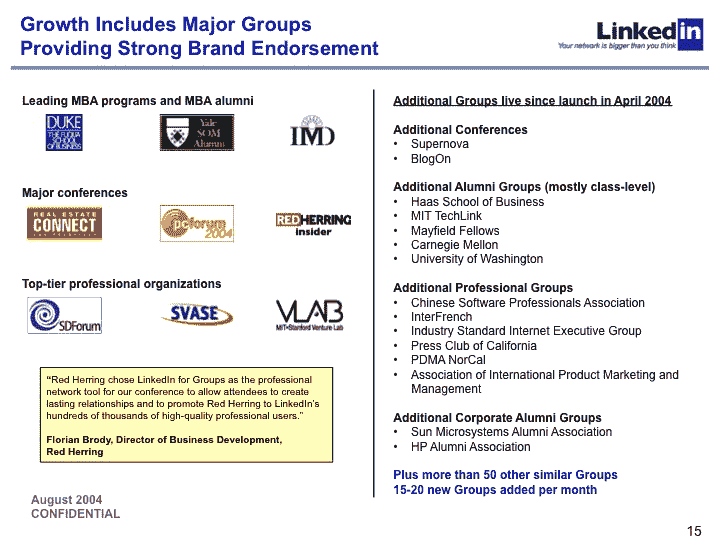 Growth Includes Major Groups
Providing Strong Brand Endorsement
Linkedin
Your network is bigger than you think
Leading MBA programs and MBA alumni
DUKE
THE FUQUA
SCHOOL
OF BUSINESS
Yale
SOM
Alumni
IMD
Major conferences
REAL ESTATE
CONNECT
pcforum
2004
RED HERRING
insider
Top-tier professional organizations
SDForum
SVASE
VLAB
MIT•Stanford Venture Lab
“Red Herring chose LinkedIn for Groups as the professional
network tool for our conference to allow attendees to create
lasting relationships and to promote Red Herring to LinkedIn’s
hundreds of thousands of high-quality professional users.”
Florian Brody, Director of Business Development,
Red Herring
August 2004
CONFIDENTIAL
Additional Groups live since launch in April 2004
Additional Conferences
• Supernova
• BlogOn
Additional Alumni Groups (mostly class-level)
• Haas School of Business
• MIT TechLink
• Mayfield Fellows
• Carnegie Mellon
• University of Washington
Additional Professional Groups
• Chinese Software Professionals Association
• InterFrench
• Industry Standard Internet Executive Group
• Press Club of California
• PDMA NorCal
• Association of International Product Marketing and
Management
Additional Corporate Alumni Groups
• Sun Microsystems Alumni Association
• HP Alumni Association
Plus more than 50 other similar Groups
15-20 new Groups added per month
15